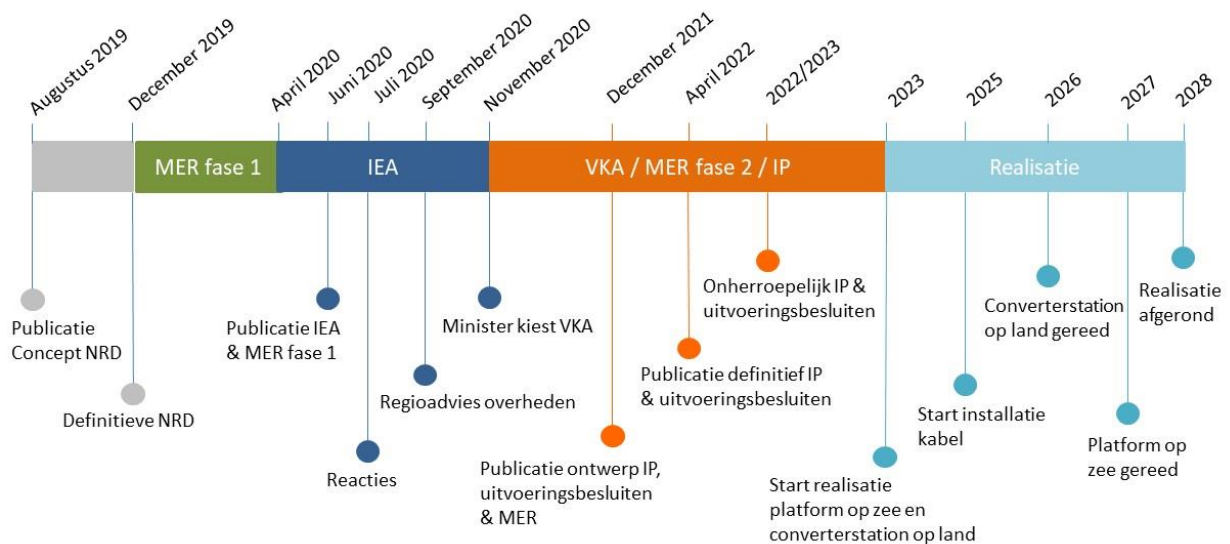 Augustus 2019
December 2019
April 2020
Juni 2020
Juli 2020
September 2020
November 2020
December 2021
April 2022
2022/2023
2023
2025
2026
2027
2028
MER fase 1
IEA
VKA / MER fase 2 / IP
Realisatie
Publicatie
Concept NRD
Definitieve NRD
Publicatie IEA
& MER fase 1
Reacties
Regioadvies overheden
Minister kiest VKA
Publicatie ontwerp IP,
uitvoeringsbesluiten
& MER
Publicatie definitief IP
& uitvoeringsbesluiten
Onherroepelijk IP &
uitvoeringsbesluiten
Start realisatie
platform op zee en
converterstation op land
Start installatie
kabel
Converterstation
op land gereed
Platform op
zee gereed
Realisatie
afgerond